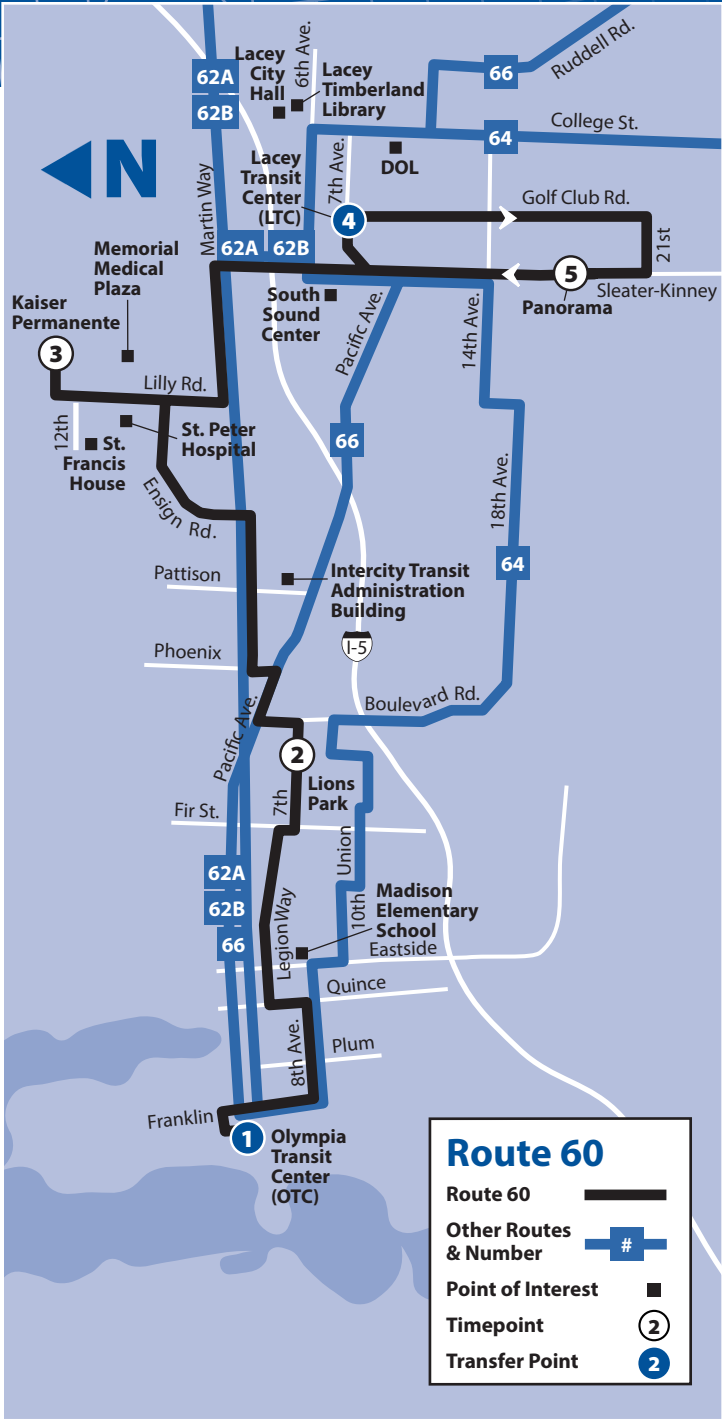 Ruddell Rd.
66
62A
62B
Lacey
City
Hall
6th Ave.
Lacey
Timberland
Library
College St.
64
DOL
N
Martin Way
Lacey
Transit
Center
(LTC)
7th Ave.
4
Golf Club Rd.
21st
62A
62B
Memorial
Medical
Plaza
Kaiser
Permanente
3
South
Sound
Center
Pacific Ave.
14th Ave.
5
Panorama
Sleater-Kinney
Lilly Rd.
12th
St. Peter
Hospital
St.
Francis
House
Ensign Rd.
66
18th Ave.
64
Pattison
Intercity Transit
Administration
Building
I-5
Phoenix
Pacific Ave.
Boulevard Rd.
2
Lions
Park
7th
Fir St.
Union
62A
62B
66
Legion Way
10th
Madison
Elementary
School
Eastside
Quince
8th Ave.
Plum
Franklin
1
Olympia
Transit
Center
(OTC)
Route 60
Route 60
Other Routes
& Number
#
Point of Interest
Timepoint
2
Transfer Point
2